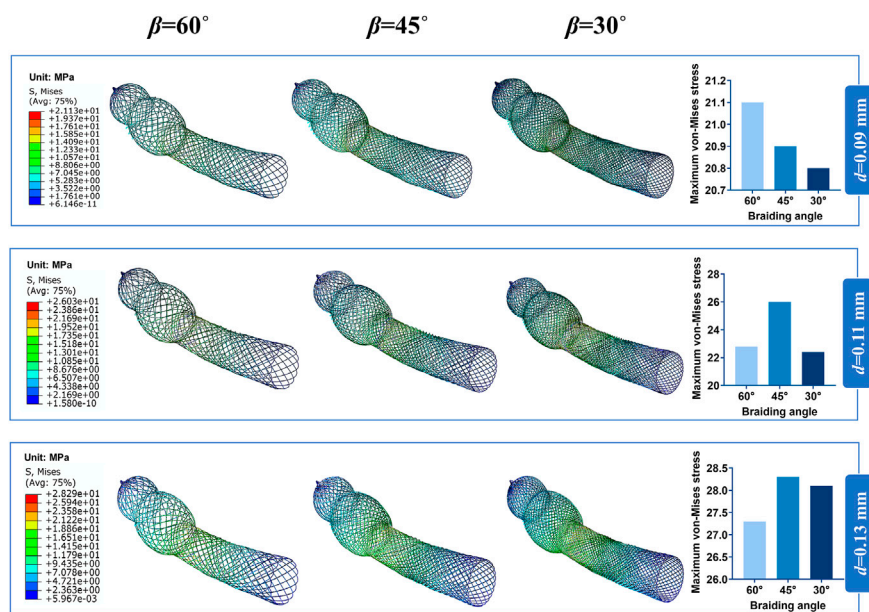 β=60°
β=45°
β=30°
Unit: MPa
S, Mises
(Avg: 75%)
+2.113e+01
+1.937e+01
+1.761e+01
+1.585e+01
+1.409e+01
+1.233e+01
+1.057e+01
+8.806e+00
+7.045e+00
+5.283e+00
+3.522e+00
+1.761e+00
+6.146e-11
Maximum von-Mises stress
21.2
21.1
21.0
20.9
20.8
20.7
60°
45°
30°
Braiding angle
d=0.09 mm
Unit: MPa
S, Mises
(Avg: 75%)
+2.603e+01
+2.386e+01
+2.169e+01
+1.952e+01
+1.735e+01
+1.518e+01
+1.301e+01
+1.085e+01
+8.676e+00
+6.507e+00
+4.338e+00
+2.169e+00
+1.580e-10
Maximum von-Mises stress
28
26
24
22
20
60°
45°
30°
Braiding angle
d=0.11 mm
Unit: MPa
S, Mises
(Avg: 75%)
+2.829e+01
+2.594e+01
+2.358e+01
+2.122e+01
+1.886e+01
+1.651e+01
+1.415e+01
+1.179e+01
+9.435e+00
+7.078e+00
+4.721e+00
+2.363e+00
+5.967e-03
Maximum von-Mises stress
28.5
28.0
27.5
27.0
26.5
26.0
60°
45°
30°
Braiding angle
d=0.13 mm